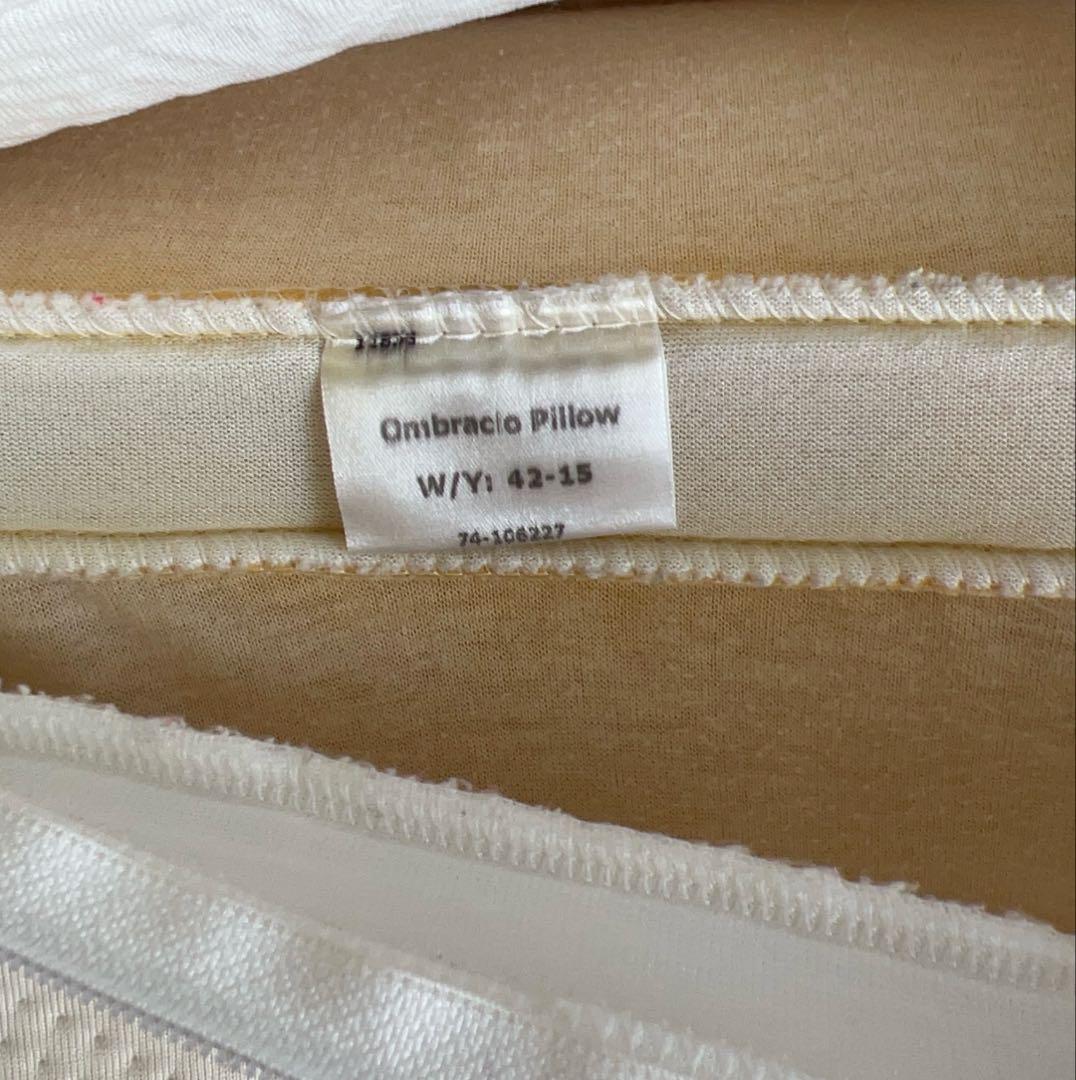 Ombracio Pillow
W/Y: 42-15
74-106227